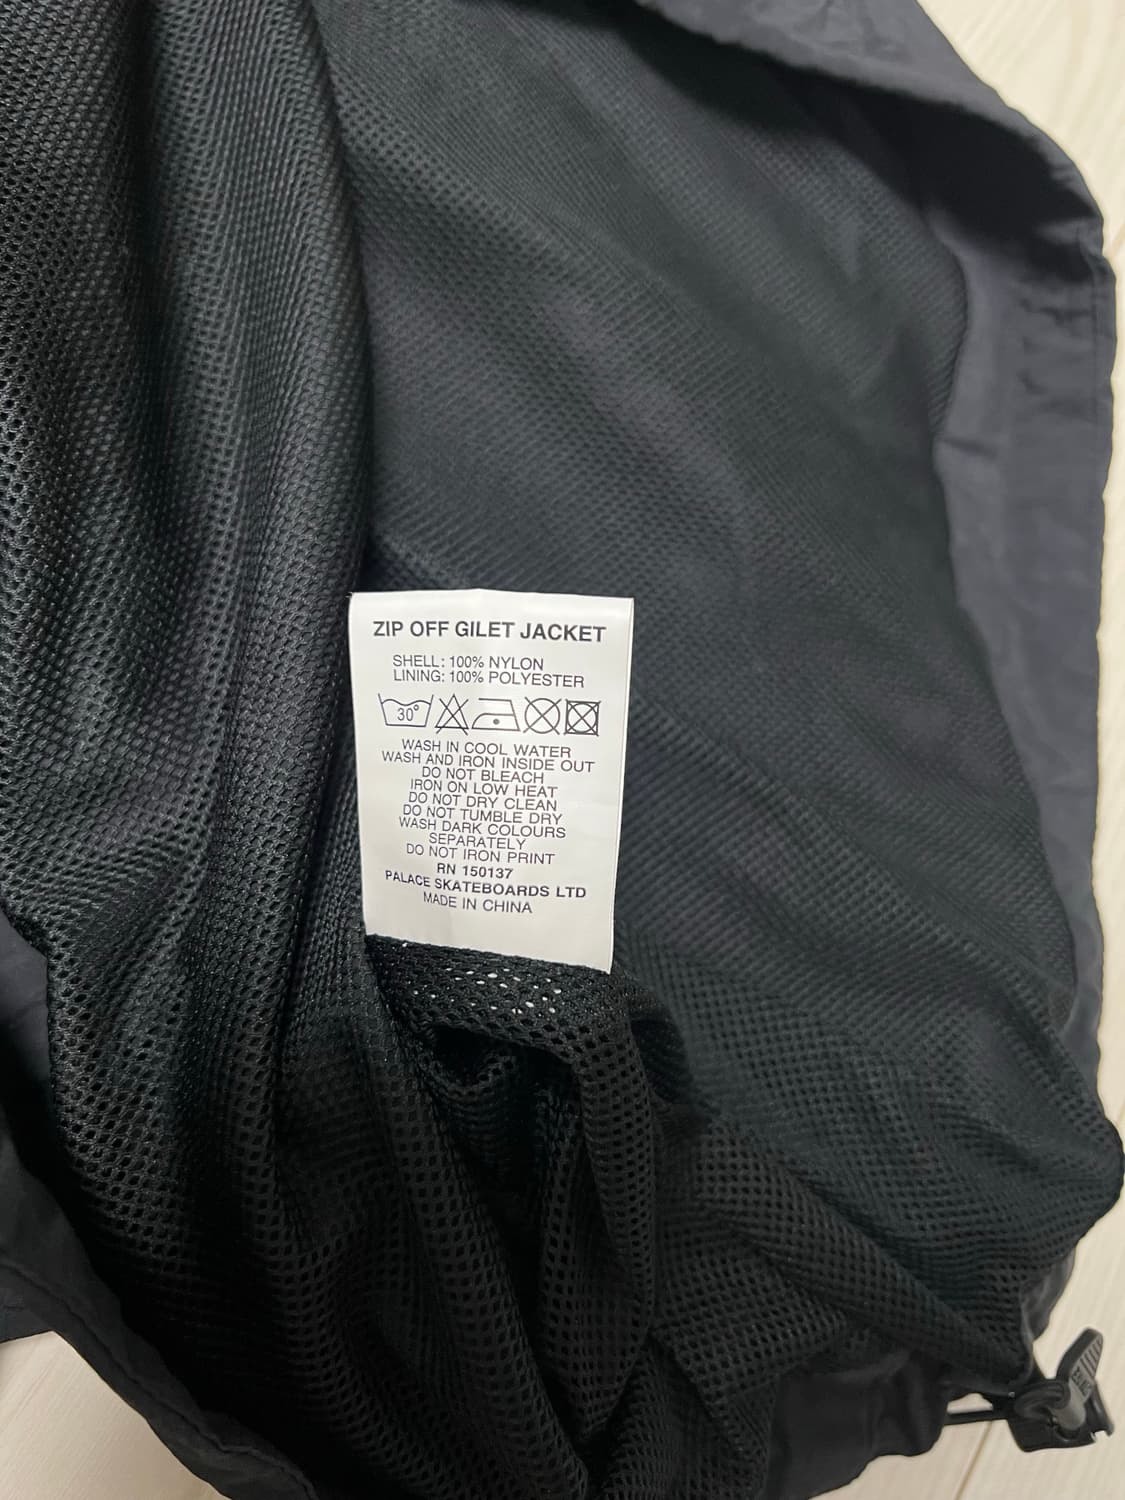 ZIP OFF GILET JACKET
SHELL: 100% NYLON
LINING: 100% POLYESTER
30°
WASH IN COOL WATER
WASH AND IRON INSIDE OUT
DO NOT BLEACH
IRON ON LOW HEAT
DO NOT DRY CLEAN
DO NOT TUMBLE DRY
WASH DARK COLOURS
SEPARATELY
DO NOT IRON PRINT
RN 150137
PALACE SKATEBOARDS LTD
MADE IN CHINA